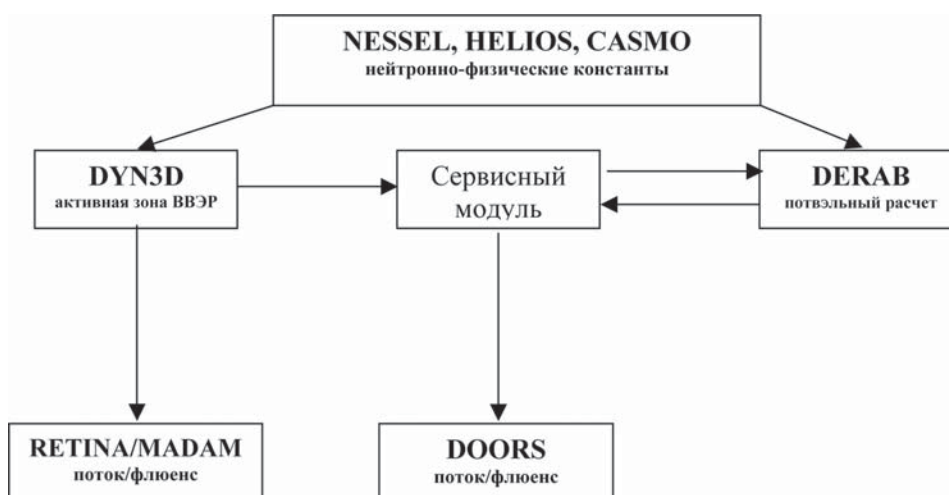 NESSEL, HELIOS, CASMO
нейтронно-физические константы
DYN3D
активная зона ВВЭР
Сервисный
модуль
DERAB
потвэльный расчет
RETINA/MADAM
поток/флюенс
DOORS
поток/флюенс